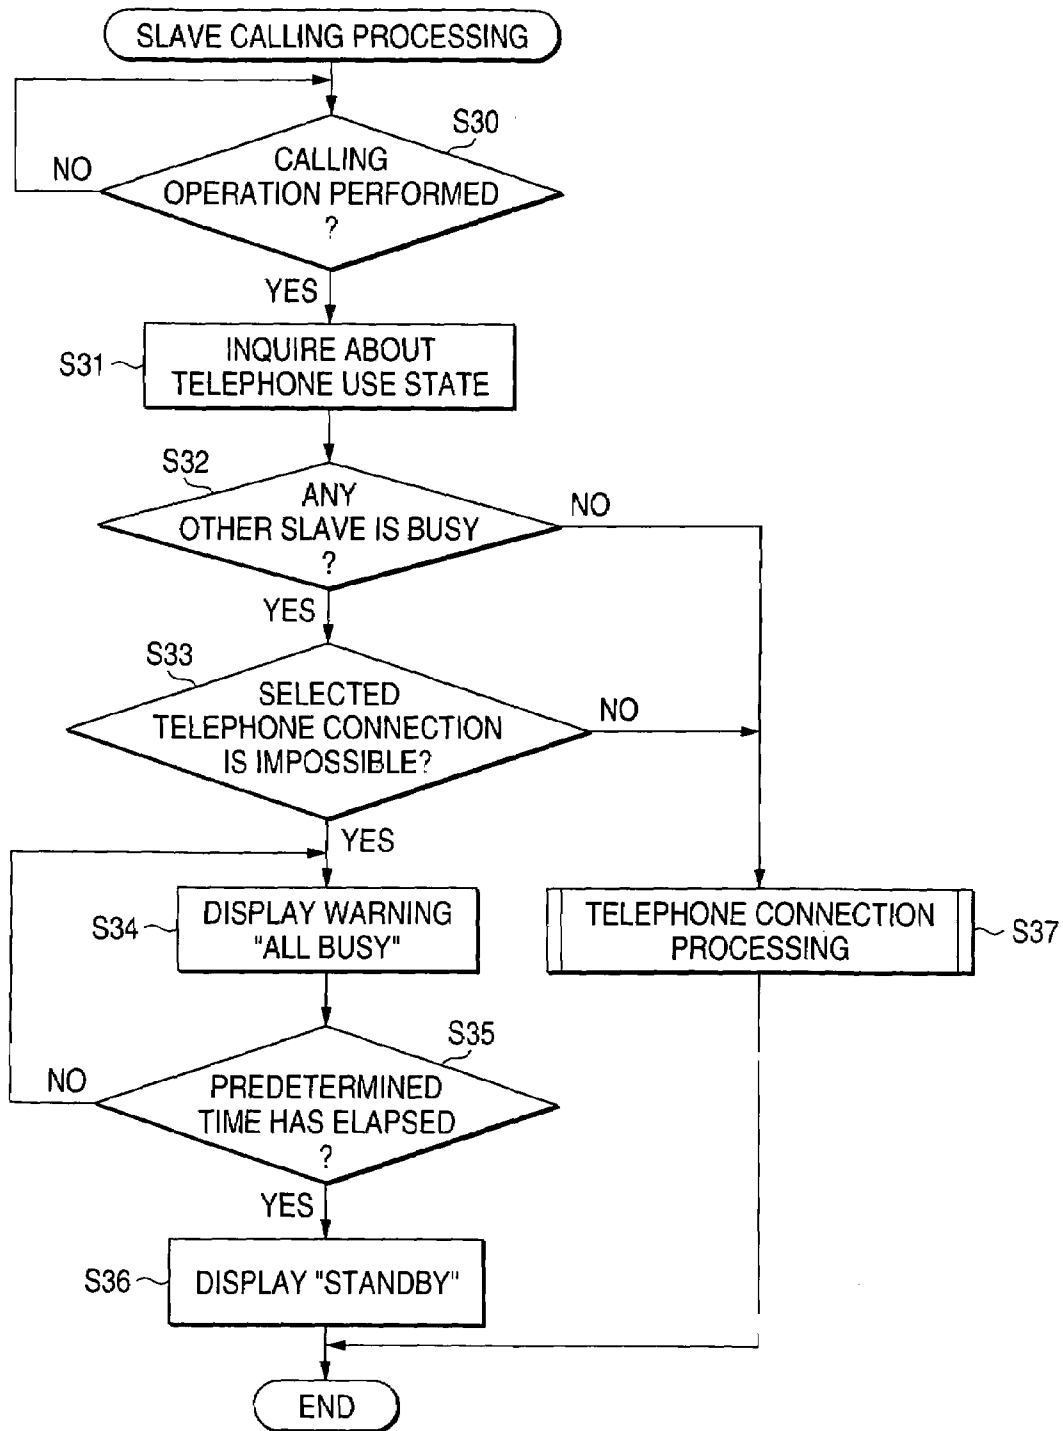 SLAVE CALLING PROCESSING
S30
CALLING
OPERATION PERFORMED
?
NO
YES
S31
INQUIRE ABOUT
TELEPHONE USE STATE
S32
ANY
OTHER SLAVE IS BUSY
?
NO
YES
S33
SELECTED
TELEPHONE CONNECTION
IS IMPOSSIBLE?
NO
YES
S34
DISPLAY WARNING
"ALL BUSY"
TELEPHONE CONNECTION
PROCESSING
S37
S35
PREDETERMINED
TIME HAS ELAPSED
?
NO
YES
S36
DISPLAY "STANDBY"
END